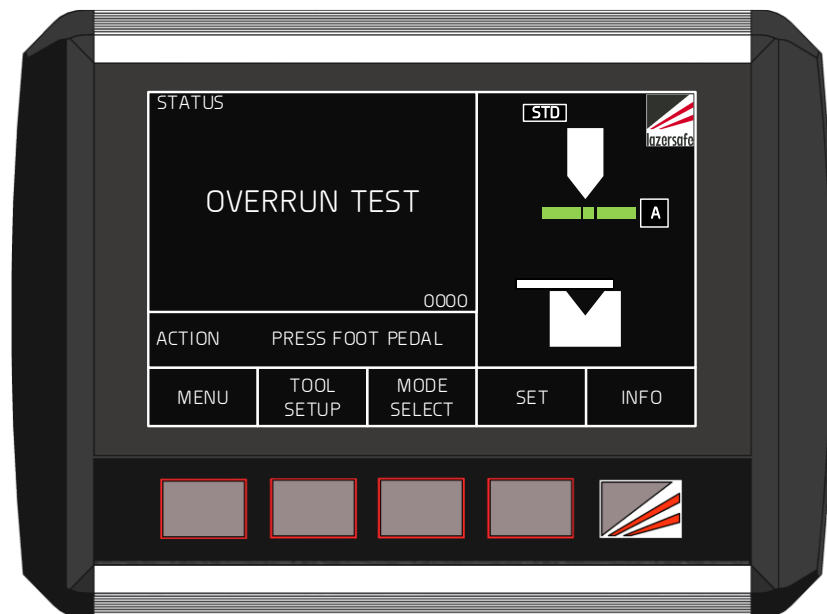 STATUS
OVERRUN TEST
0000
ACTION PRESS FOOT PEDAL
MENU
TOOL
SETUP
MODE
SELECT
SET
INFO
STD
lazersafe
A